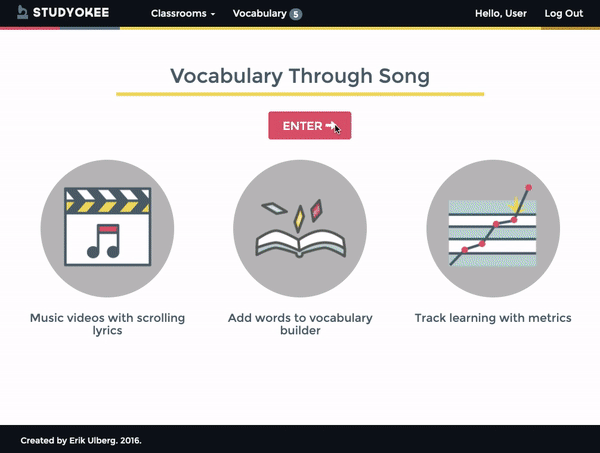 STUDYOKEE Classrooms Vocabulary 5 Hello, User Log Out
Vocabulary Through Song
ENTER
Music videos with scrolling
lyrics
Add words to vocabulary
builder
Track learning with metrics
Created by Erik Ulberg. 2016.